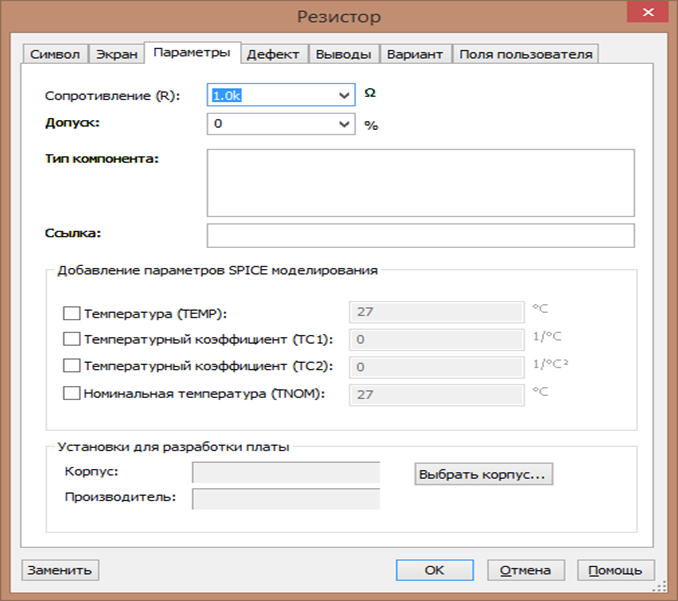 Резистор
Символ Экран Параметры Дефект Выводы Вариант Поля пользователя
Сопротивление (R): 1.0k Ω
Допуск: 0 %
Тип компонента:
Ссылка:
Добавление параметров SPICE моделирования
Температура (TEMP): 27 °C
Температурный коэффициент (TC1): 0 1/°C
Температурный коэффициент (TC2): 0 1/°C²
Номинальная температура (TNOM): 27 °C
Установки для разработки платы
Корпус: Выбрать корпус...
Производитель:
Заменить OK Отмена Помощь